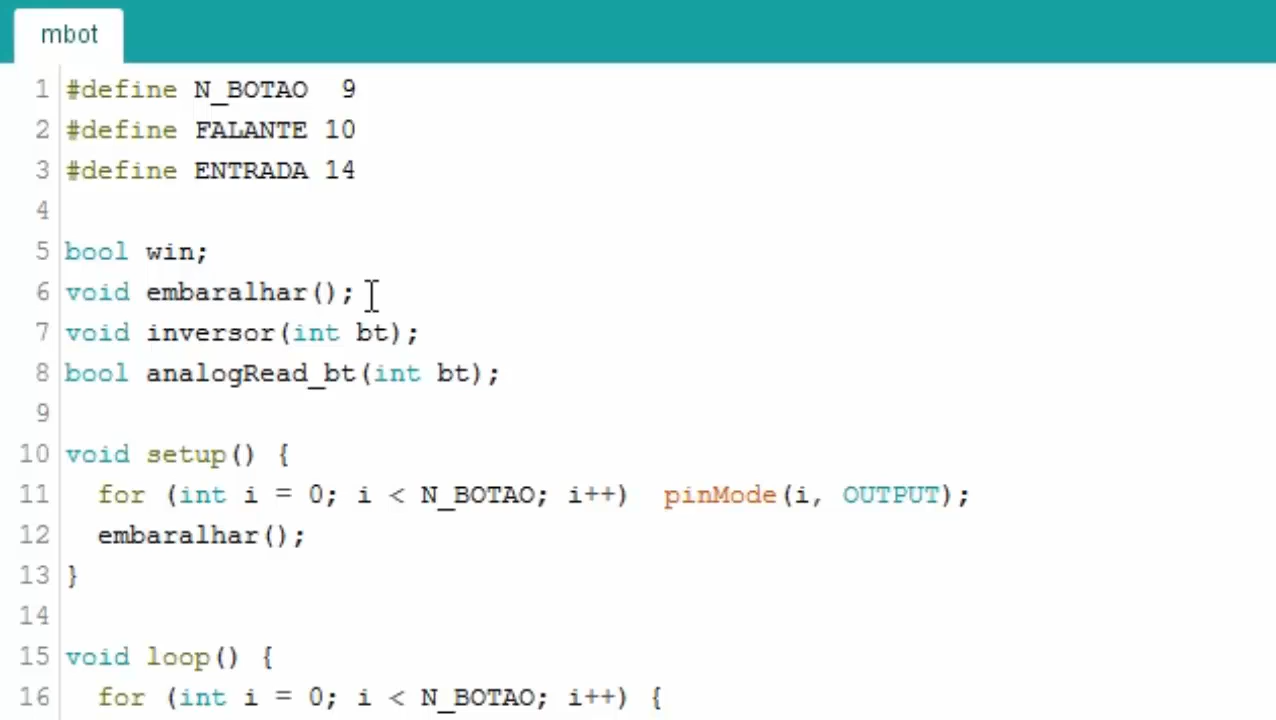 mbot
1 #define N_BOTAO  9
2 #define FALANTE 10
3 #define ENTRADA 14
4
5 bool win;
6 void embaralhar();
7 void inversor(int bt);
8 bool analogRead_bt(int bt);
9
10 void setup() {
11   for (int i = 0; i < N_BOTAO; i++)  pinMode(i, OUTPUT);
12   embaralhar();
13 }
14
15 void loop() {
16   for (int i = 0; i < N_BOTAO; i++) {